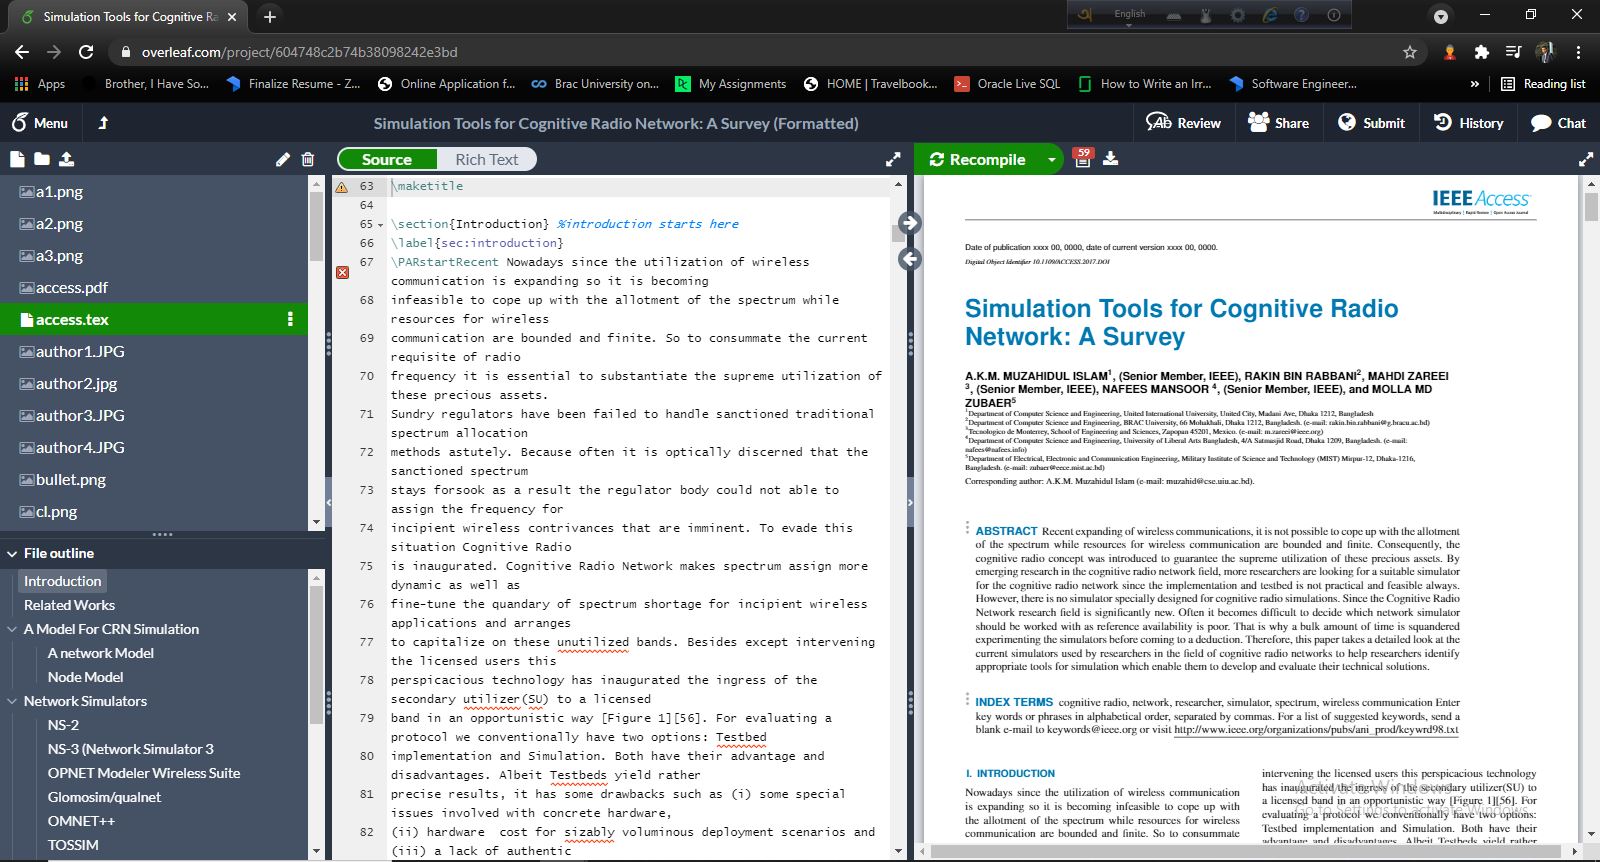 Simulation Tools for Cognitive Ra
English
overleaf.com/project/604748c2b74b38098242e3bd
Apps
Brother, I Have So...
Finalize Resume - Z...
Online Application f...
Brac University on...
My Assignments
HOME | Travelbook...
Oracle Live SQL
How to Write an Irr...
Software Engineer...
»
Reading list
Menu
Simulation Tools for Cognitive Radio Network: A Survey (Formatted)
Review
Share
Submit
History
Chat
Source
Rich Text
Recompile
59
a1.png
a2.png
a3.png
access.pdf
access.tex
author1.JPG
author2.jpg
author3.JPG
author4.JPG
bullet.png
cl.png
File outline
Introduction
Related Works
A Model For CRN Simulation
A network Model
Node Model
Network Simulators
NS-2
NS-3 (Network Simulator 3
OPNET Modeler Wireless Suite
Glomosim/qualnet
OMNET++
TOSSIM
63 \maketitle
64
65 \section{Introduction} %introduction starts here
66 \label{sec:introduction}
67 \PARstartRecent Nowadays since the utilization of wireless
communication is expanding so it is becoming
68 infeasible to cope up with the allotment of the spectrum while
resources for wireless
69 communication are bounded and finite. So to consummate the current
requisite of radio
70 frequency it is essential to substantiate the supreme utilization of
these precious assets.
71 Sundry regulators have been failed to handle sanctioned traditional
spectrum allocation
72 methods astutely. Because often it is optically discerned that the
sanctioned spectrum
73 stays forsook as a result the regulator body could not able to
assign the frequency for
74 incipient wireless contrivances that are imminent. To evade this
situation Cognitive Radio
75 is inaugurated. Cognitive Radio Network makes spectrum assign more
dynamic as well as
76 fine-tune the quandary of spectrum shortage for incipient wireless
applications and arranges
77 to capitalize on these unutilized bands. Besides except intervening
the licensed users this
78 perspicacious technology has inaugurated the ingress of the
secondary utilizer(SU) to a licensed
79 band in an opportunistic way [Figure 1][56]. For evaluating a
protocol we conventionally have two options: Testbed
80 implementation and Simulation. Both have their advantage and
disadvantages. Albeit Testbeds yield rather
81 precise results, it has some drawbacks such as (i) some special
issues involved with concrete hardware,
82 (ii) hardware  cost for sizably voluminous deployment scenarios and
(iii) a lack of authentic
IEEE Access
Multidisciplinary | Rapid Review | Open Access Journal
Date of publication xxxx 00, 0000, date of current version xxxx 00, 0000.
Digital Object Identifier 10.1109/ACCESS.2017.DOI
Simulation Tools for Cognitive Radio
Network: A Survey
A.K.M. MUZAHIDUL ISLAM1, (Senior Member, IEEE), RAKIN BIN RABBANI2, MAHDI ZAREEI
3, (Senior Member, IEEE), NAFEES MANSOOR 4, (Senior Member, IEEE), and MOLLA MD
ZUBAER5
1Department of Computer Science and Engineering, United International University, United City, Madani Ave, Dhaka 1212, Bangladesh
2Department of Computer Science and Engineering, BRAC University, 66 Mohakhali, Dhaka 1212, Bangladesh. (e-mail: rakin.bin.rabbani@g.bracu.ac.bd)
3Tecnologico de Monterrey, School of Engineering and Sciences, Zapopan 45201, Mexico. (e-mail: m.zareei@ieee.org)
4Department of Computer Science and Engineering, University of Liberal Arts Bangladesh, 4/A Satmasjid Road, Dhaka 1209, Bangladesh. (e-mail:
nafees@nafees.info)
5Department of Electrical, Electronic and Communication Engineering, Military Institute of Science and Technology (MIST) Mirpur-12, Dhaka-1216,
Bangladesh. (e-mail: zubaer@eece.mist.ac.bd)
Corresponding author: A.K.M. Muzahidul Islam (e-mail: muzahid@cse.uiu.ac.bd).
ABSTRACT Recent expanding of wireless communications, it is not possible to cope up with the allotment
of the spectrum while resources for wireless communication are bounded and finite. Consequently, the
cognitive radio concept was introduced to guarantee the supreme utilization of these precious assets. By
emerging research in the cognitive radio network field, more researchers are looking for a suitable simulator
for the cognitive radio network since the implementation and testbed is not practical and feasible always.
However, there is no simulator specially designed for cognitive radio simulations. Since the Cognitive Radio
Network research field is significantly new. Often it becomes difficult to decide which network simulator
should be worked with as reference availability is poor. That is why a bulk amount of time is squandered
experimenting the simulators before coming to a deduction. Therefore, this paper takes a detailed look at the
current simulators used by researchers in the field of cognitive radio networks to help researchers identify
appropriate tools for simulation which enable them to develop and evaluate their technical solutions.
INDEX TERMS cognitive radio, network, researcher, simulator, spectrum, wireless communication Enter
key words or phrases in alphabetical order, separated by commas. For a list of suggested keywords, send a
blank e-mail to keywords@ieee.org or visit http://www.ieee.org/organizations/pubs/ani_prod/keywrd98.txt
I. INTRODUCTION
Nowadays since the utilization of wireless communication
is expanding so it is becoming infeasible to cope up with
the allotment of the spectrum while resources for wireless
communication are bounded and finite. So to consummate
intervening the licensed users this perspicacious technology
has inaugurated the ingress of the secondary utilizer(SU) to
a licensed band in an opportunistic way [Figure 1][56]. For
evaluating a protocol we conventionally have two options:
Testbed implementation and Simulation. Both have their
advantage and disadvantages. Albeit Testbeds yield rather
Activate Windows
Go to Settings to activate Windows.